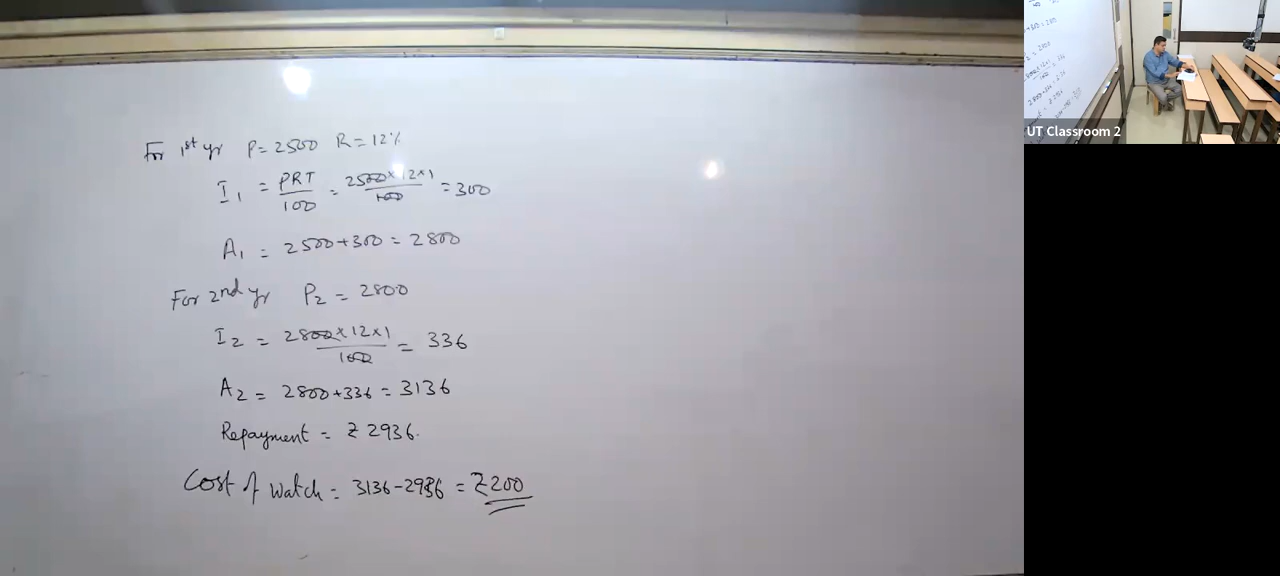 For 1st yr P=2500 R=12%
I1 = PRT/100 = 2500×12×1/100 = 300
A1 = 2500+300 = 2800
For 2nd yr P2 = 2800
I2 = 2800×12×1/100 = 336
A2 = 2800+336 = 3136
Repayment = ₹ 2936.
Cost of watch = 3136-2936 = ₹200
UT Classroom 2